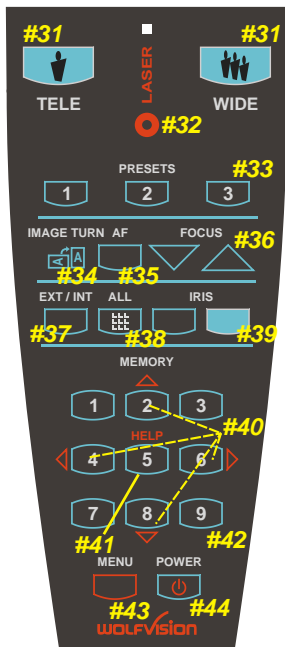 #31 #31
LASER
TELE WIDE
#32
PRESETS
#33
1 2 3
IMAGE TURN AF FOCUS
#36
A A
#34 #35
EXT / INT ALL IRIS
#37 #38 #39
MEMORY
1 2 3
#40
HELP
4 5 6
7 8 9
#41 #42
MENU POWER
#43 #44
WOLFVISION